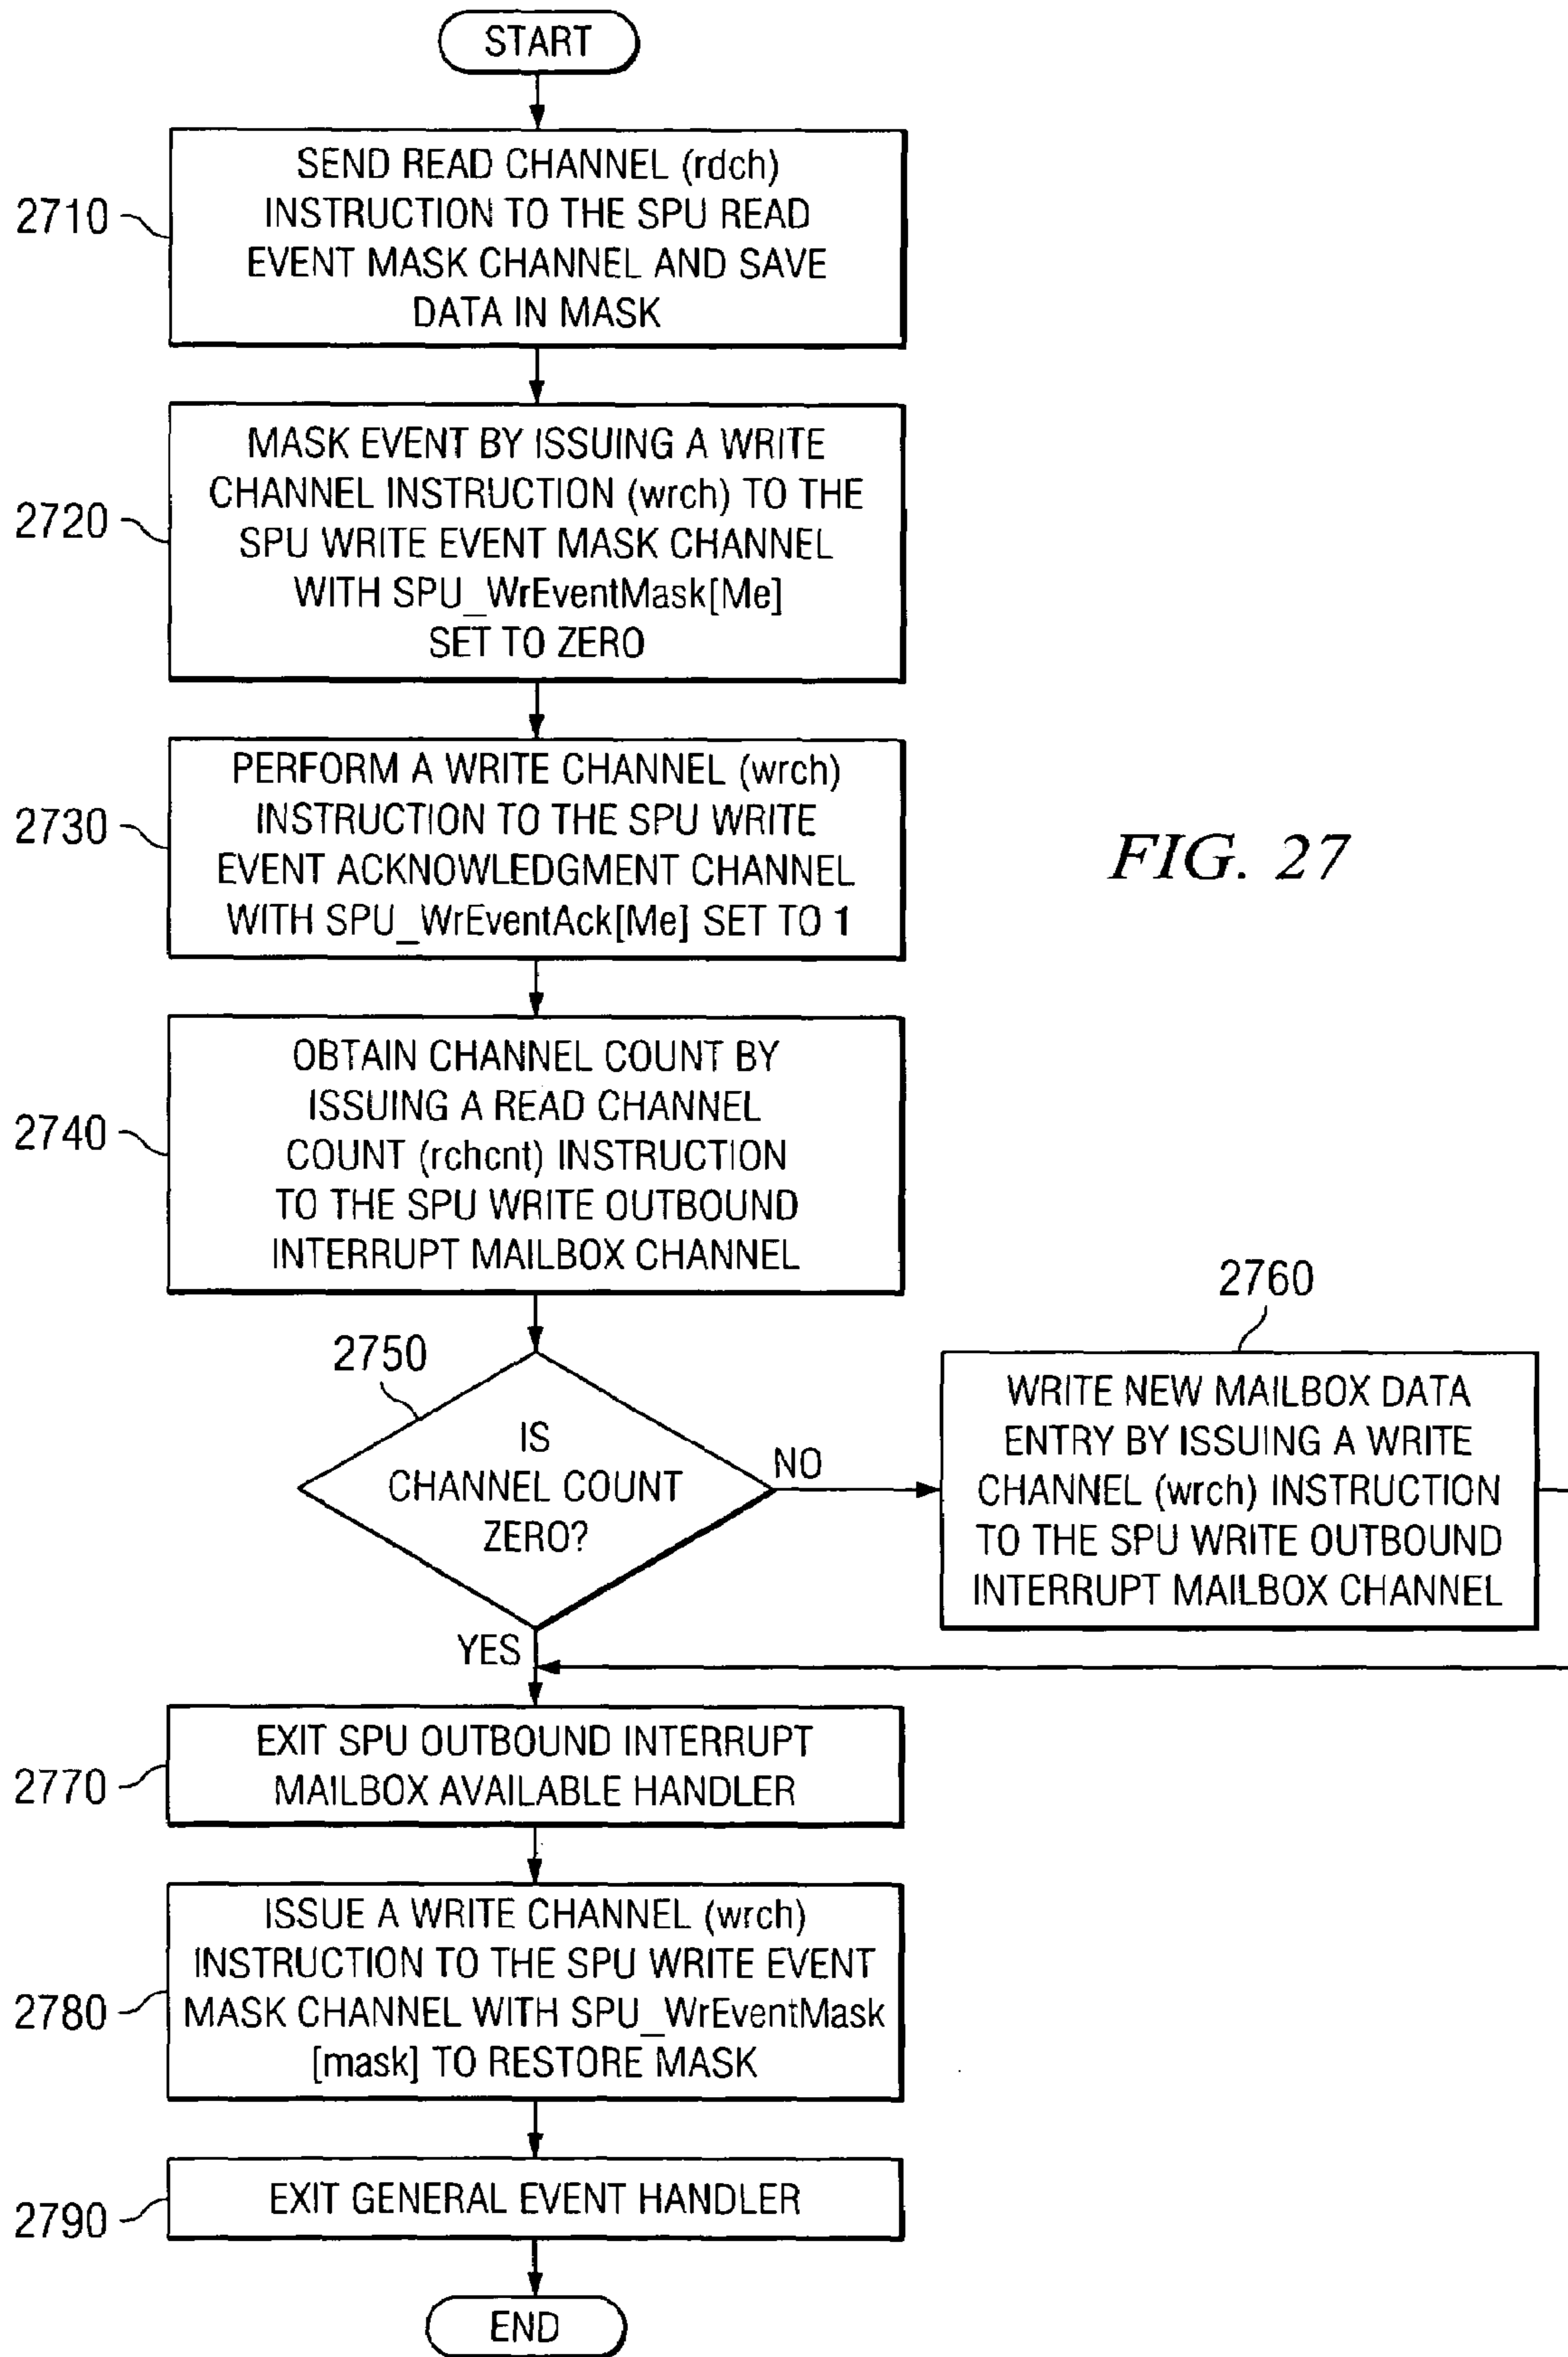 START
2710
SEND READ CHANNEL (rdch)
INSTRUCTION TO THE SPU READ
EVENT MASK CHANNEL AND SAVE
DATA IN MASK
2720
MASK EVENT BY ISSUING A WRITE
CHANNEL INSTRUCTION (wrch) TO THE
SPU WRITE EVENT MASK CHANNEL
WITH SPU_WrEventMask[Me]
SET TO ZERO
2730
PERFORM A WRITE CHANNEL (wrch)
INSTRUCTION TO THE SPU WRITE
EVENT ACKNOWLEDGMENT CHANNEL
WITH SPU_WrEventAck[Me] SET TO 1
FIG. 27
2740
OBTAIN CHANNEL COUNT BY
ISSUING A READ CHANNEL
COUNT (rchcnt) INSTRUCTION
TO THE SPU WRITE OUTBOUND
INTERRUPT MAILBOX CHANNEL
2750
IS
CHANNEL COUNT
ZERO?
NO
YES
2760
WRITE NEW MAILBOX DATA
ENTRY BY ISSUING A WRITE
CHANNEL (wrch) INSTRUCTION
TO THE SPU WRITE OUTBOUND
INTERRUPT MAILBOX CHANNEL
2770
EXIT SPU OUTBOUND INTERRUPT
MAILBOX AVAILABLE HANDLER
2780
ISSUE A WRITE CHANNEL (wrch)
INSTRUCTION TO THE SPU WRITE EVENT
MASK CHANNEL WITH SPU_WrEventMask
[mask] TO RESTORE MASK
2790
EXIT GENERAL EVENT HANDLER
END